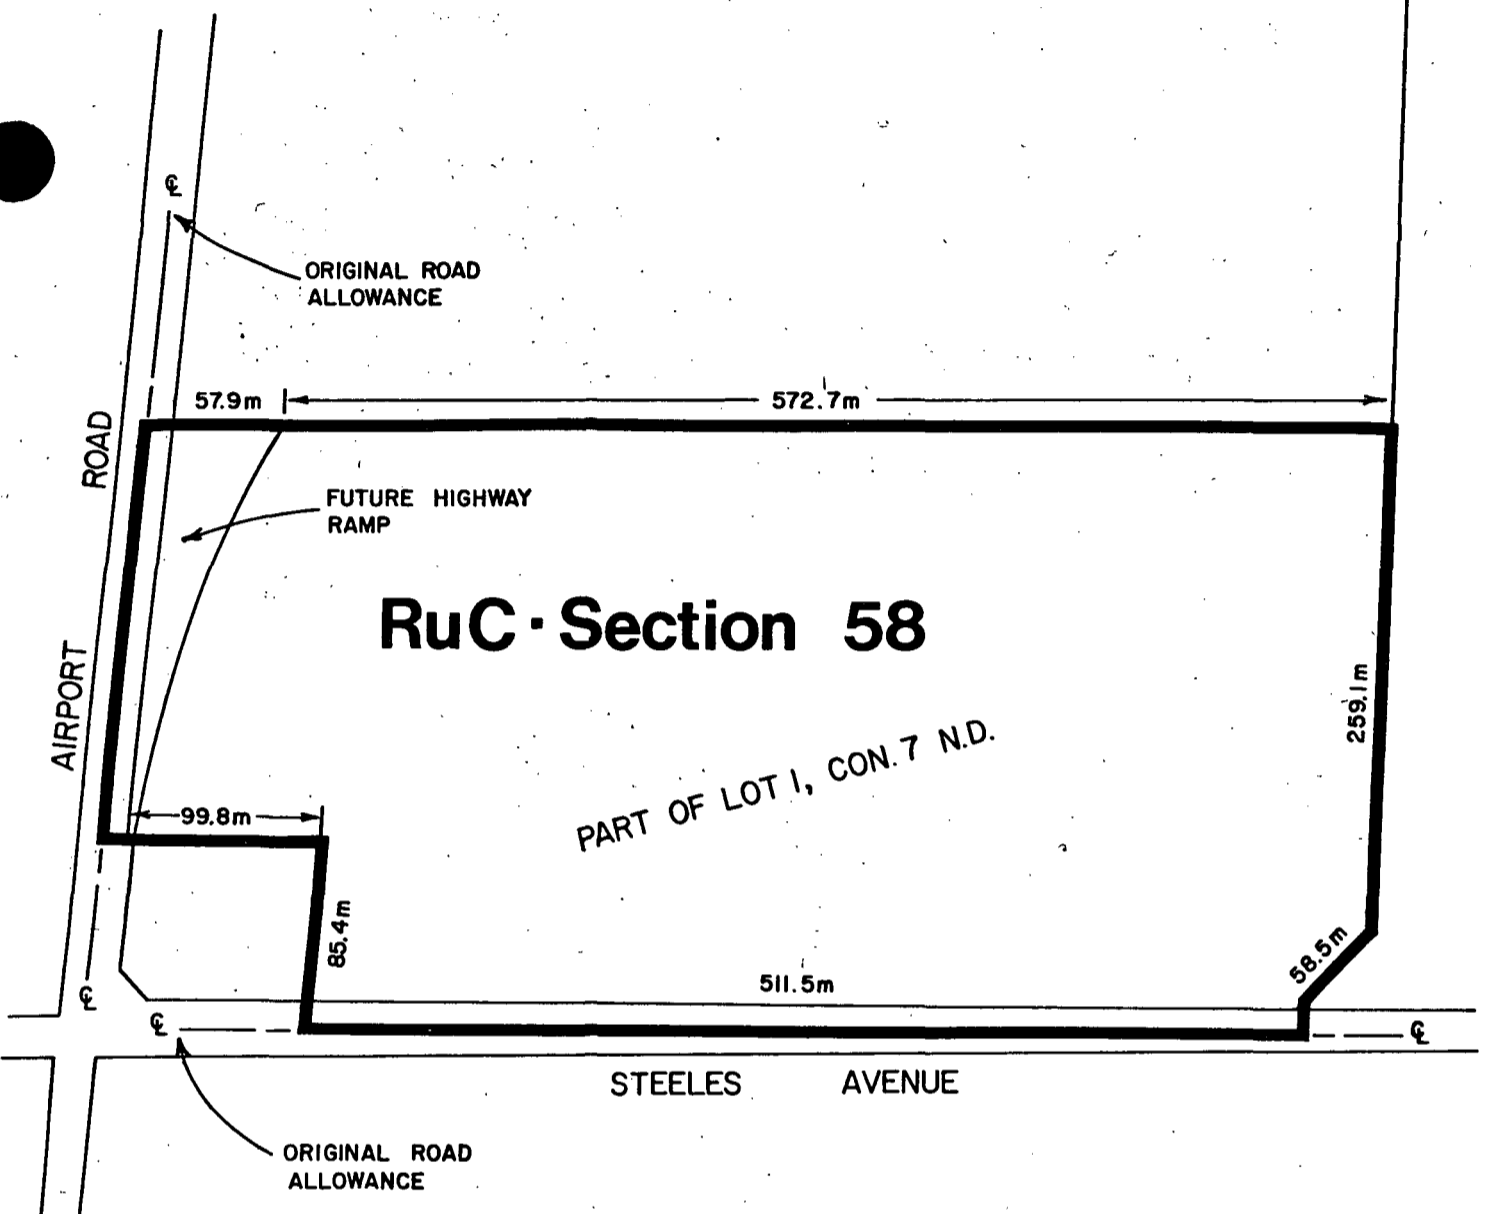 ℄
ORIGINAL ROAD
ALLOWANCE
57.9m
572.7m
AIRPORT ROAD
FUTURE HIGHWAY
RAMP
RuC · Section 58
259.1m
PART OF LOT 1, CON. 7 N.D.
99.8m
85.4m
58.5m
511.5m
℄
℄
℄
STEELES AVENUE
ORIGINAL ROAD
ALLOWANCE